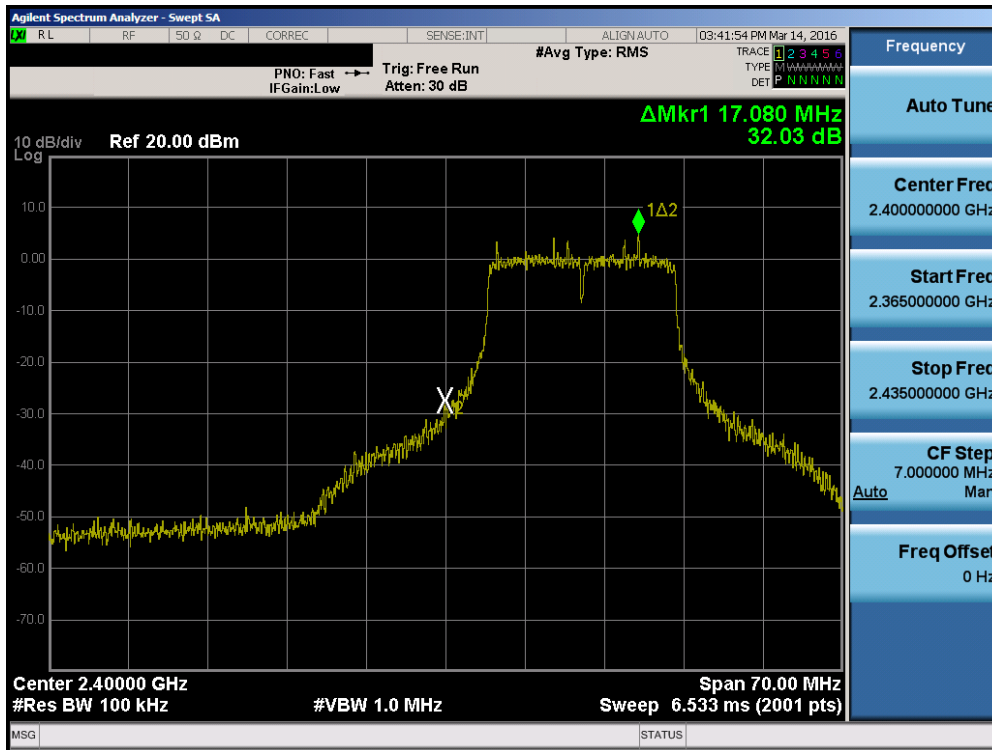 Agilent Spectrum Analyzer - Swept SA
LXI RL RF 50 Ω DC CORREC SENSE:INT ALIGN AUTO 03:41:54 PM Mar 14, 2016
#Avg Type: RMS TRACE 1 2 3 4 5 6
PNO: Fast Trig: Free Run TYPE M W W W W W
IFGain:Low Atten: 30 dB DET P N N N N N
ΔMkr1 17.080 MHz
32.03 dB
10 dB/div Ref 20.00 dBm
Log
10.0
1Δ2
0.00
-10.0
-20.0
-30.0
X2
-40.0
-50.0
-60.0
-70.0
Center 2.40000 GHz Span 70.00 MHz
#Res BW 100 kHz #VBW 1.0 MHz Sweep 6.533 ms (2001 pts)
MSG STATUS
Frequency
Auto Tune
Center Freq
2.400000000 GHz
Start Freq
2.365000000 GHz
Stop Freq
2.435000000 GHz
CF Step
7.000000 MHz
Auto Man
Freq Offset
0 Hz